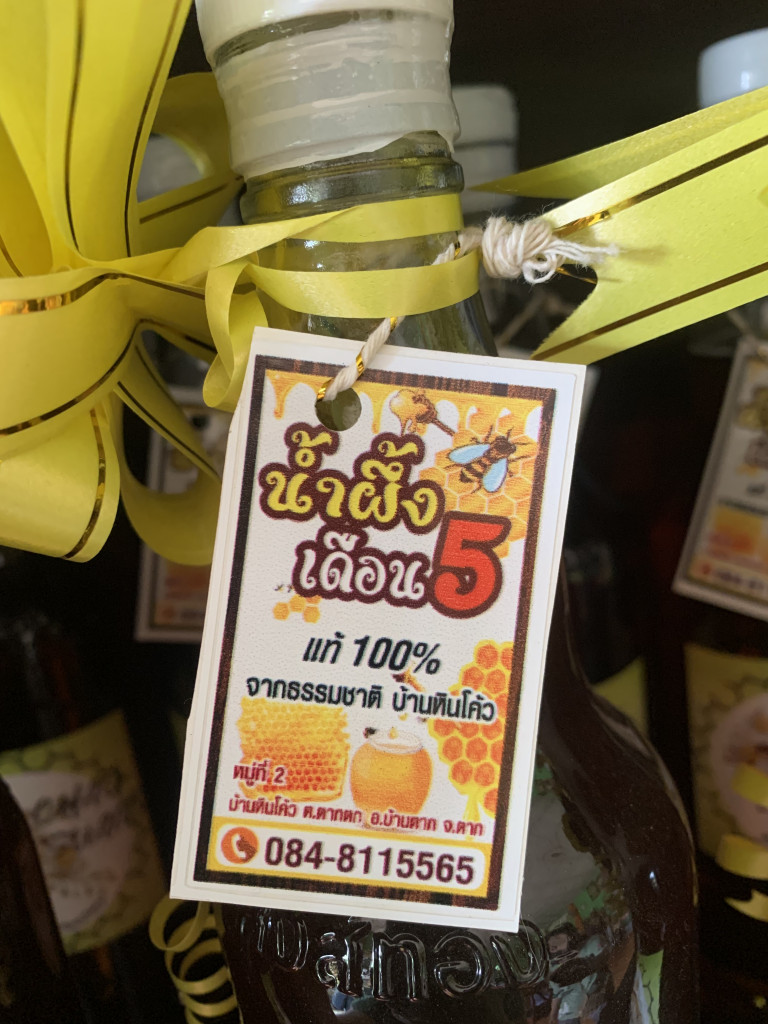 น้ำผึ้ง
เดือน 5
แท้ 100%
จากธรรมชาติ บ้านหินโค้ว
หมู่ที่ 2
บ้านหินโค้ว ต.ตากตก อ.บ้านตาก จ.ตาก
084-8115565